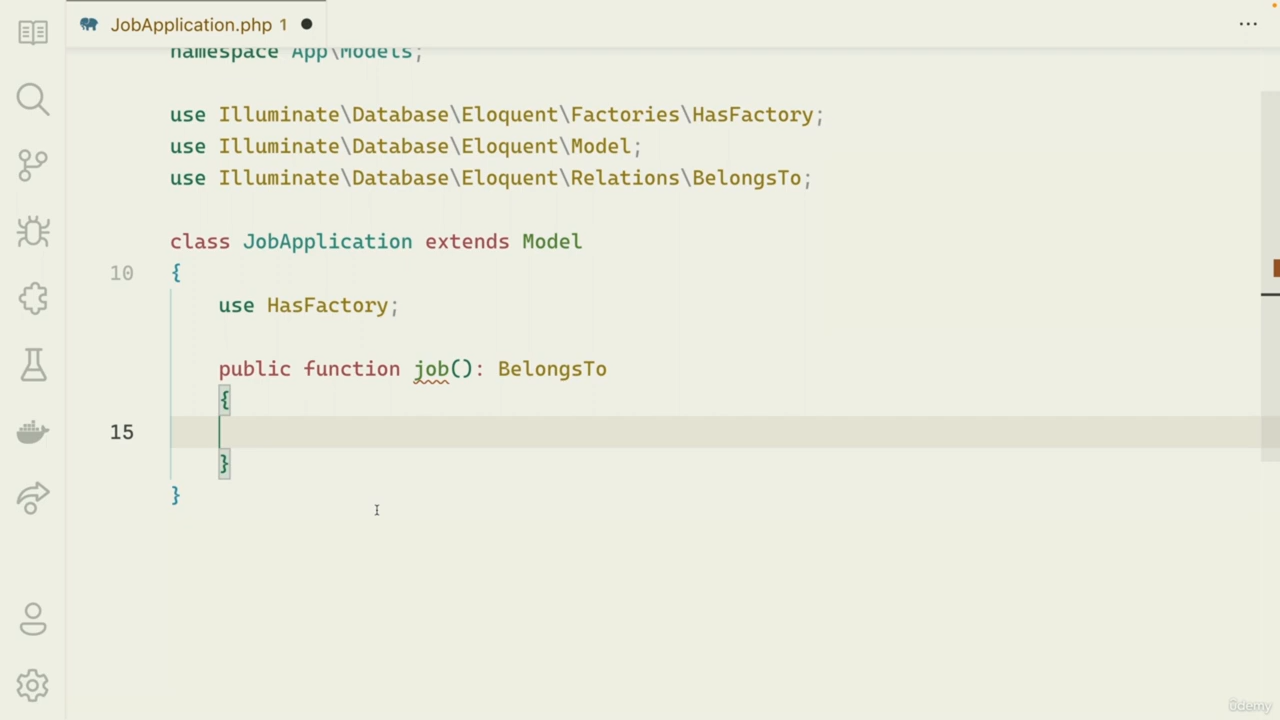 JobApplication.php 1
namespace App\Models;
use Illuminate\Database\Eloquent\Factories\HasFactory;
use Illuminate\Database\Eloquent\Model;
use Illuminate\Database\Eloquent\Relations\BelongsTo;
class JobApplication extends Model
10 {
use HasFactory;
public function job(): BelongsTo
{
15
}
}
ûdemy